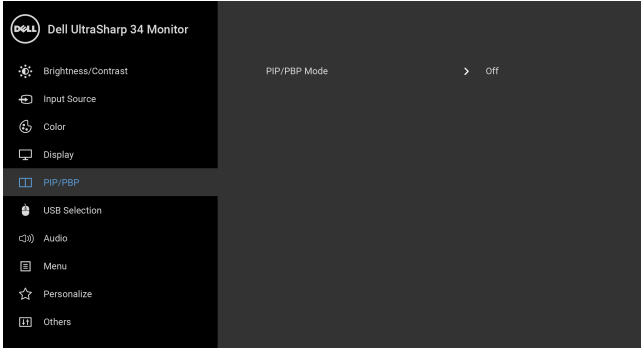 DELL Dell UltraSharp 34 Monitor
Brightness/Contrast
PIP/PBP Mode > Off
Input Source
Color
Display
PIP/PBP
USB Selection
Audio
Menu
Personalize
Others